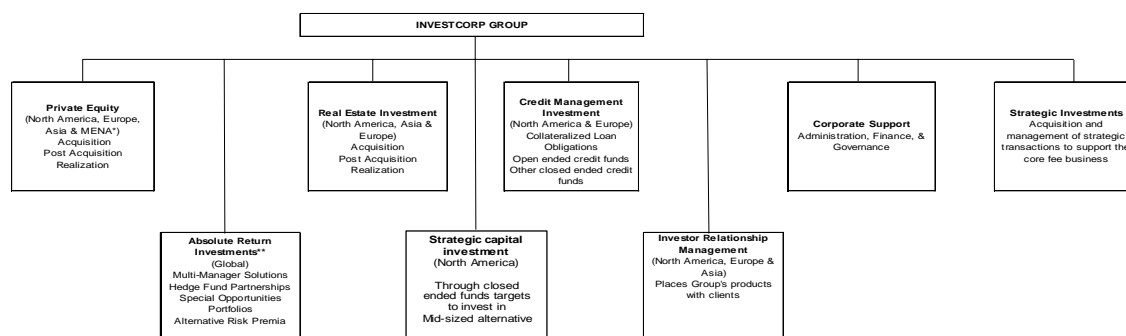 INVESTCORP GROUP
Private Equity
(North America, Europe,
Asia & MENA*)
Acquisition
Post Acquisition
Realization
Real Estate Investment
(North America, Asia &
Europe)
Acquisition
Post Acquisition
Realization
Credit Management
Investment
(North America & Europe)
Collateralized Loan
Obligations
Open ended credit funds
Other closed ended credit
funds
Corporate Support
Administration, Finance, &
Governance
Strategic Investments
Acquisition and
management of strategic
transactions to support the
core fee business
Absolute Return
Investments**
(Global)
Multi-Manager Solutions
Hedge Fund Partnerships
Special Opportunities
Portfolios
Alternative Risk Premia
Strategic capital
investment
(North America)
Through closed
ended funds targets
to invest in
Mid-sized alternative
Investor Relationship
Management
(North America, Europe &
Asia)
Places Group's products
with clients